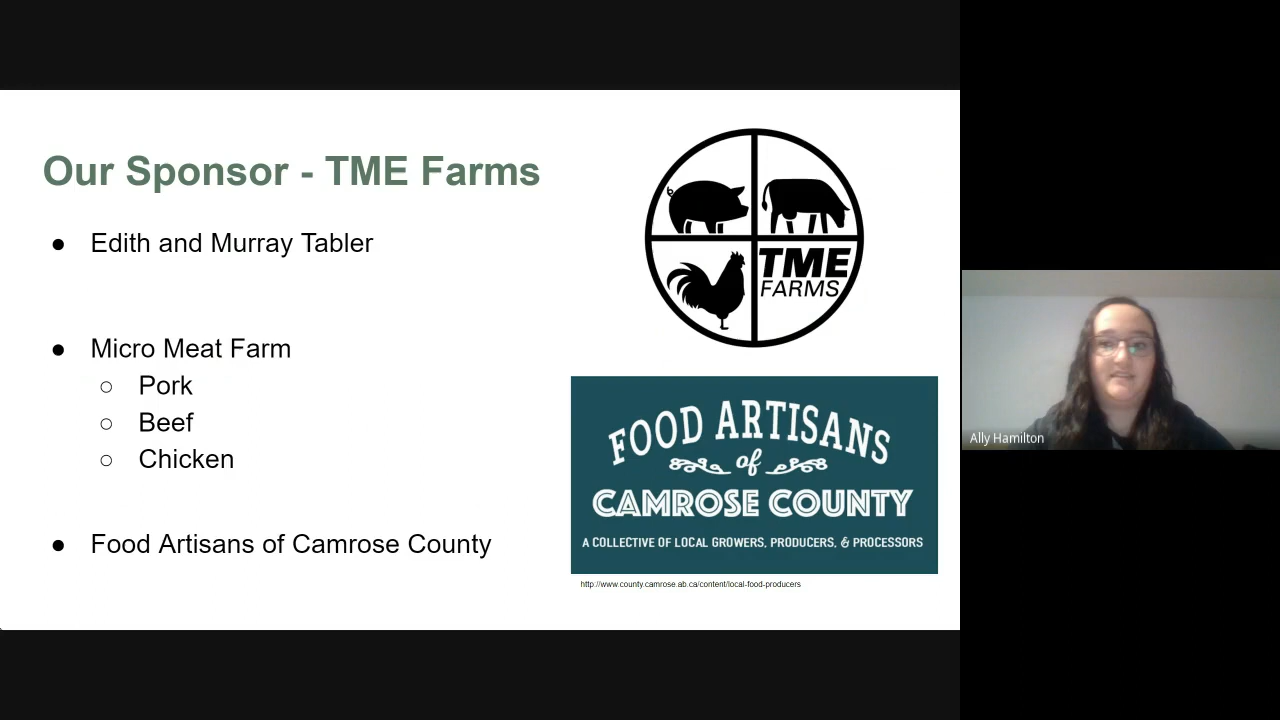 Our Sponsor - TME Farms
● Edith and Murray Tabler
● Micro Meat Farm
○ Pork
○ Beef
○ Chicken
● Food Artisans of Camrose County
TME
FARMS
FOOD ARTISANS
of
CAMROSE COUNTY
A COLLECTIVE OF LOCAL GROWERS, PRODUCERS, & PROCESSORS
http://www.county.camrose.ab.ca/content/local-food-producers
Ally Hamilton